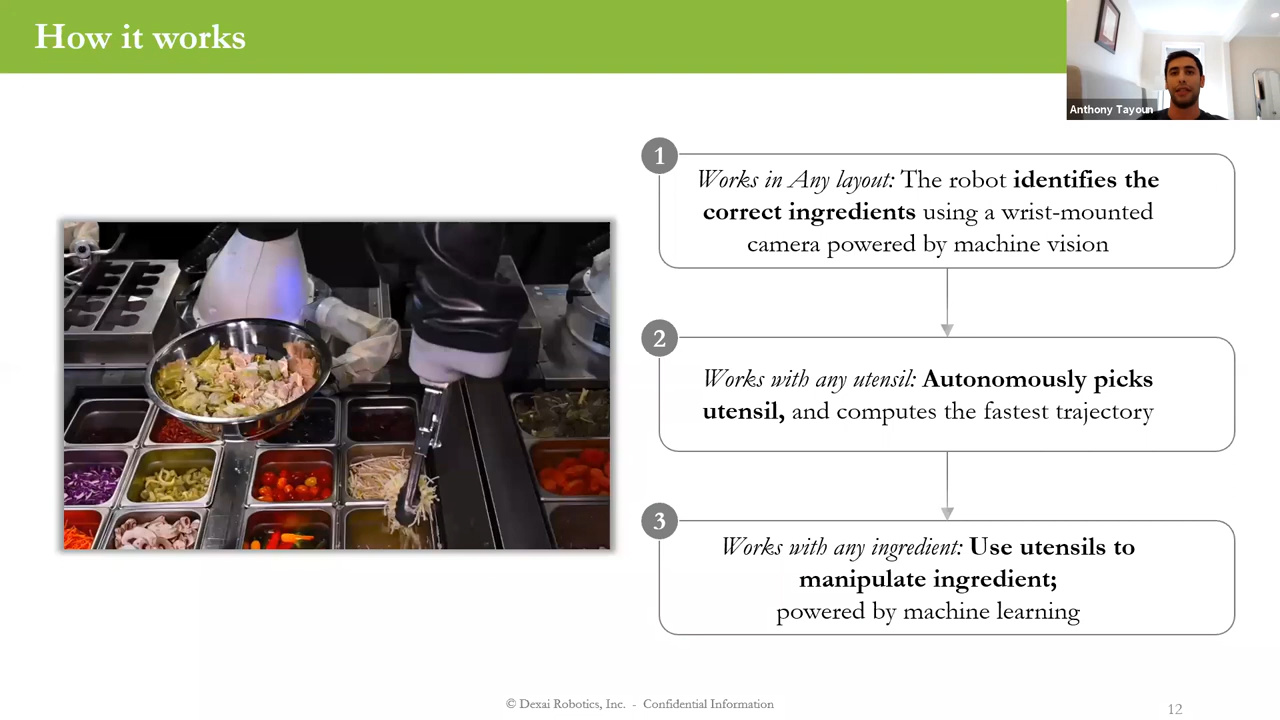 How it works
Anthony Tayoun
1
Works in Any layout: The robot identifies the
correct ingredients using a wrist-mounted
camera powered by machine vision
2
Works with any utensil: Autonomously picks
utensil, and computes the fastest trajectory
3
Works with any ingredient: Use utensils to
manipulate ingredient;
powered by machine learning
© Dexai Robotics, Inc. - Confidential Information
12